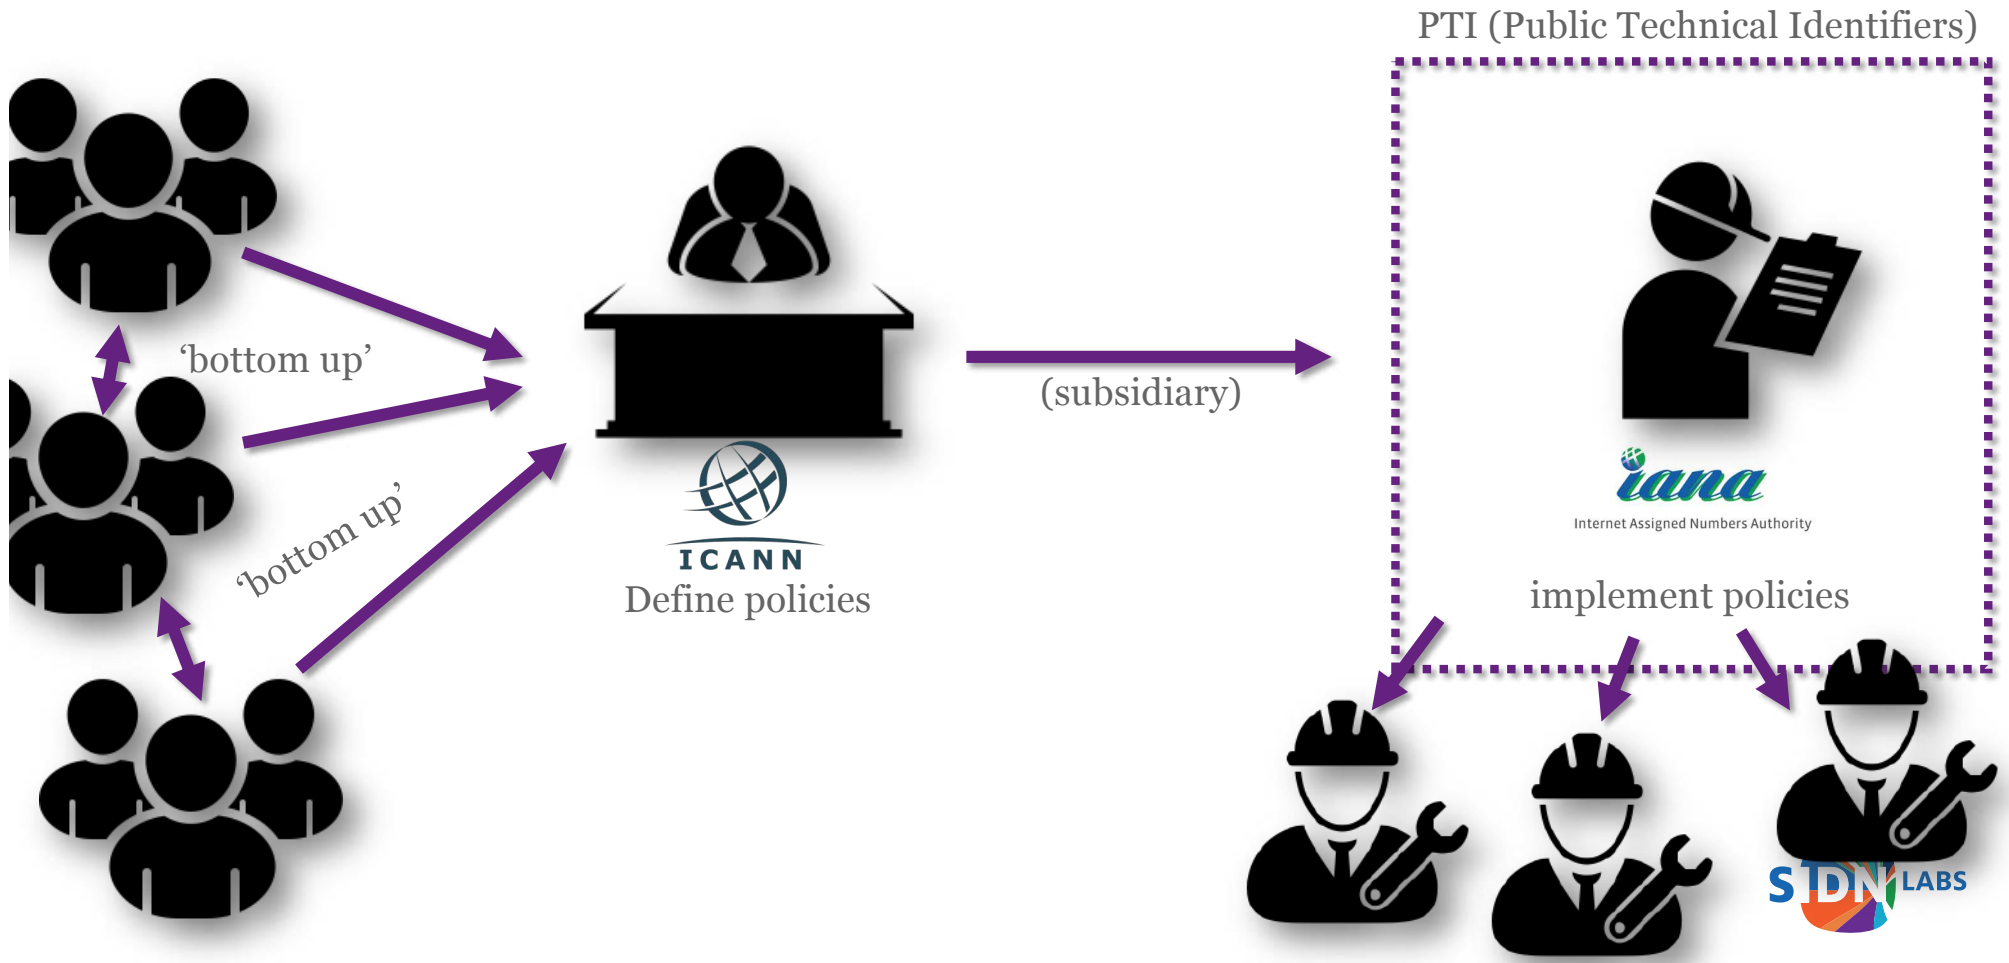 PTI (Public Technical Identifiers)
‘bottom up’
(subsidiary)
‘bottom up’
iana
Internet Assigned Numbers Authority
ICANN
Define policies
implement policies
SIDN LABS